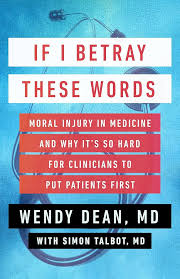 IF I BETRAY
THESE WORDS
MORAL INJURY IN MEDICINE
AND WHY IT'S SO HARD
FOR CLINICIANS TO
PUT PATIENTS FIRST
WENDY DEAN, MD
WITH SIMON TALBOT, MD